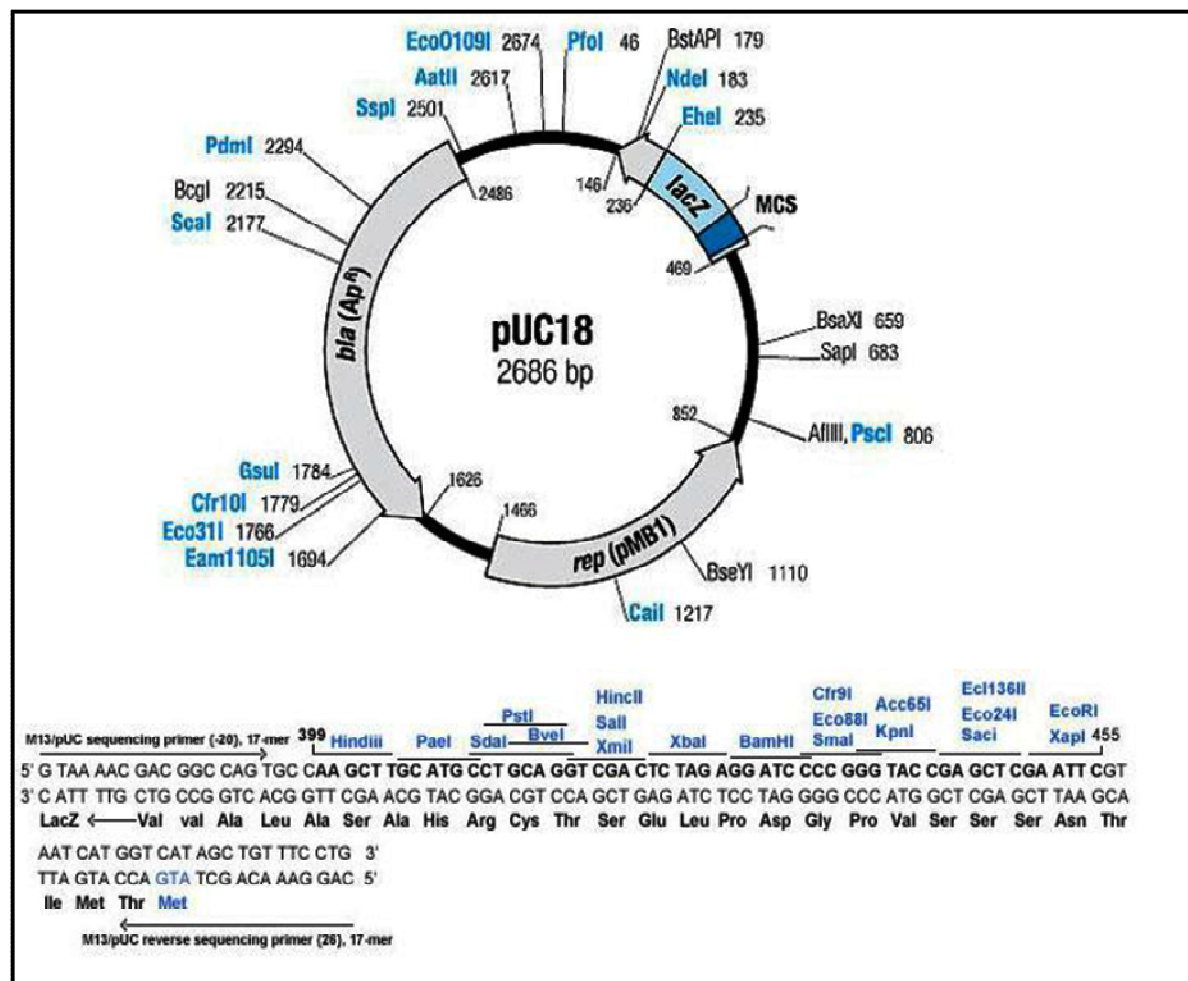 EcoO109I 2674
PfoI 46
BstAPI 179
AatII 2617
NdeI 183
SspI 2501
EheI 235
PdmI 2294
BcgI 2215
ScaI 2177
146
2486
236
lacZ
MCS
469
bla (Ap^R)
pUC18
2686 bp
BsaXI 659
SapI 683
852
AflIII, PscI 806
GsuI 1784
Cfr10I 1779
Eco31I 1766
Eam1105I 1694
1626
1466
rep (pMB1)
BseYI 1110
CaiI 1217
HincII Cfr9I Acc65I Ecl136II
PstI SalI Eco88I KpnI Eco24I EcoRI
M13/pUC sequencing primer (-20), 17-mer 399 Hindiii PaeI SdaI BveI XmiI XbaI BamHI SmaI Saci XapI 455
5' G TAA AAC GAC GGC CAG TGC CAA GCT TGC ATG CCT GCA GGT CGA CTC TAG AGG ATC CCC GGG TAC CGA GCT CGA ATT CGT
3' C ATT TTG CTG CCG GTC ACG GTT CGA ACG TAC GGA CGT CCA GCT GAG ATC TCC TAG GGG CCC ATG GCT CGA GCT TAA GCA
LacZ Val val Ala Leu Ala Ser Ala His Arg Cys Thr Ser Glu Leu Pro Asp Gly Pro Val Ser Ser Ser Asn Thr
AAT CAT GGT CAT AGC TGT TTC CTG 3'
TTA GTA CCA GTA TCG ACA AAG GAC 5'
Ile Met Thr Met
M13/pUC reverse sequencing primer (26), 17-mer